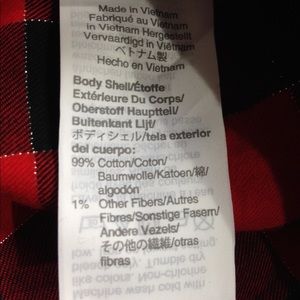 Made in Vietnam
Fabriqué au Vietnam
in Vietnam Hergestellt
Vervaardigd in Vietnam
ベトナム製
Hecho en Vietnam
Body Shell/Étoffe
Extérieure Du Corps/
Oberstoff Hauptteil/
Buitenkant Lijf/
ボディシェル/tela exterior
del cuerpo:
99% Cotton/Coton/
Baumwolle/Katoen/綿/
algodón
1% Other Fibers/Autres
Fibres/Sonstige Fasern/
Andere Vezels/
その他の繊維/otras
fibras